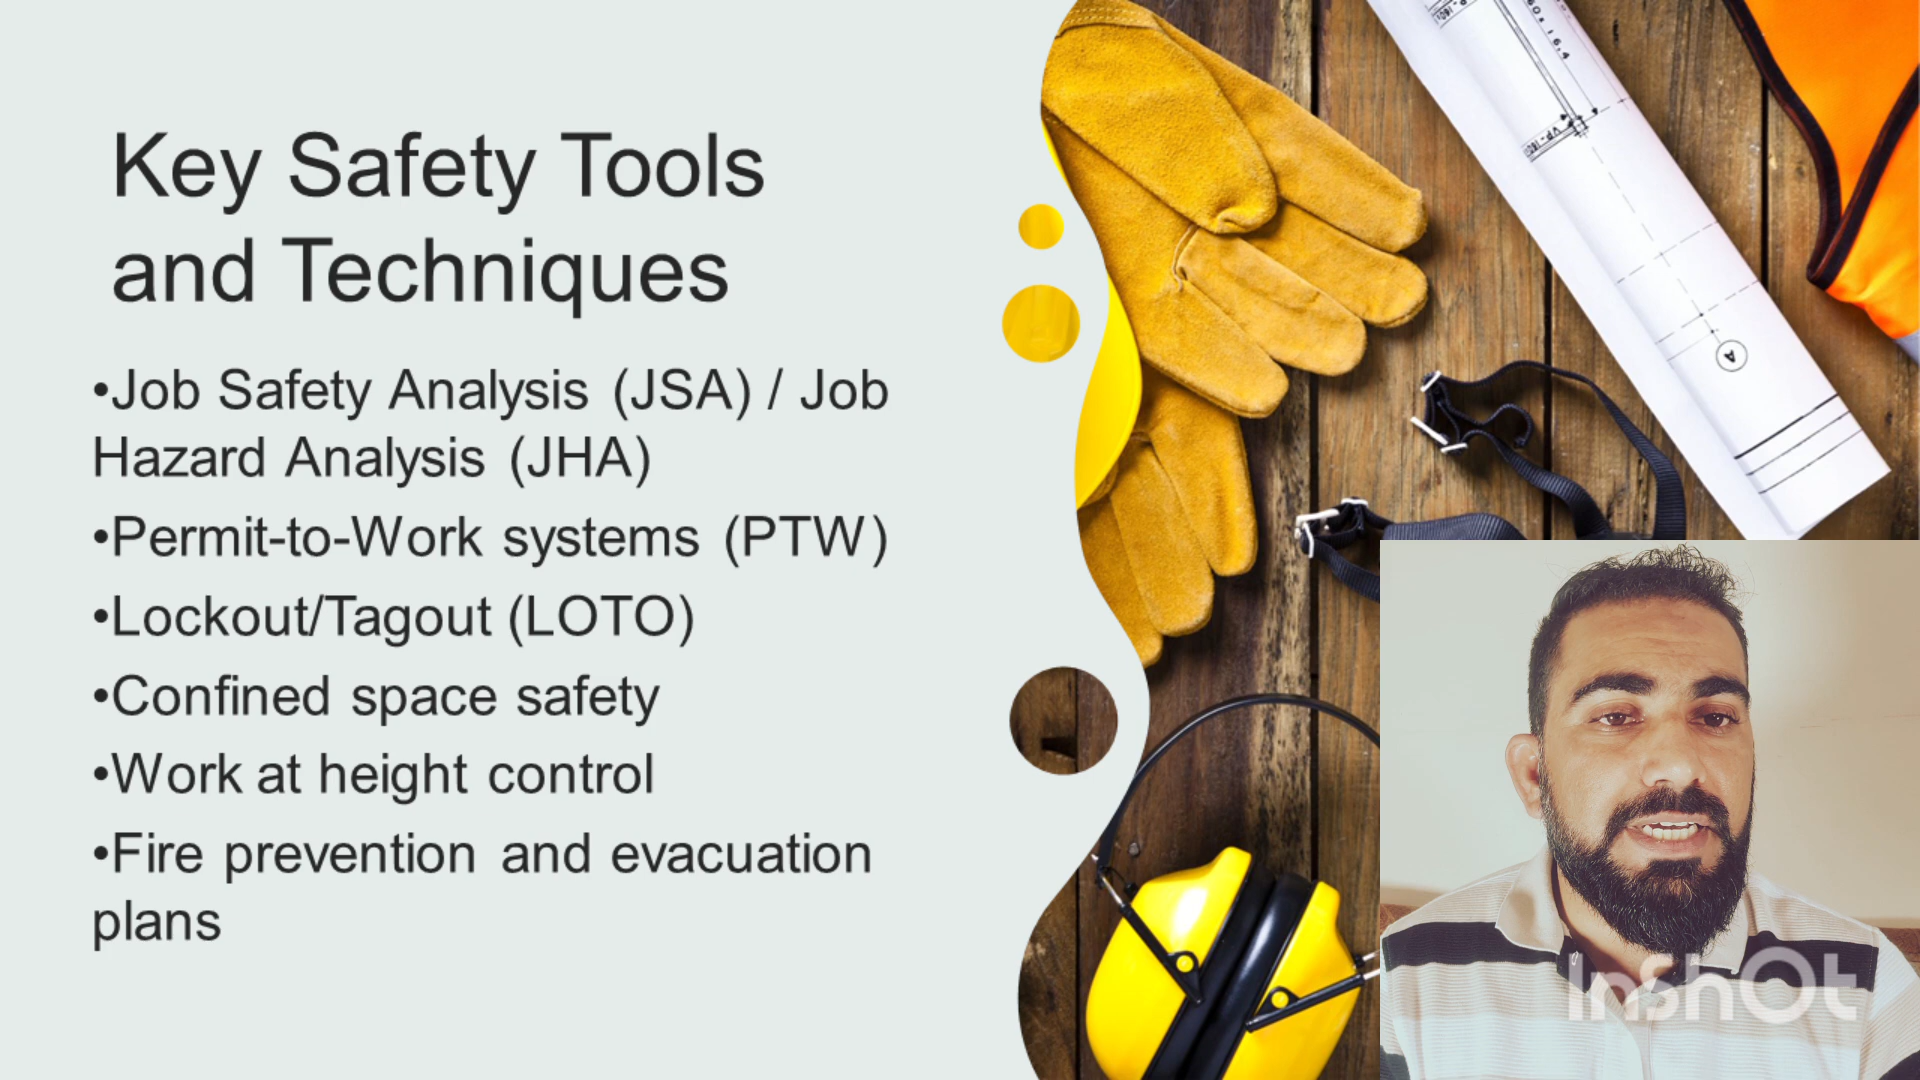 Key Safety Tools
and Techniques
•Job Safety Analysis (JSA) / Job
Hazard Analysis (JHA)
•Permit-to-Work systems (PTW)
•Lockout/Tagout (LOTO)
•Confined space safety
•Work at height control
•Fire prevention and evacuation
plans
A
InShOt